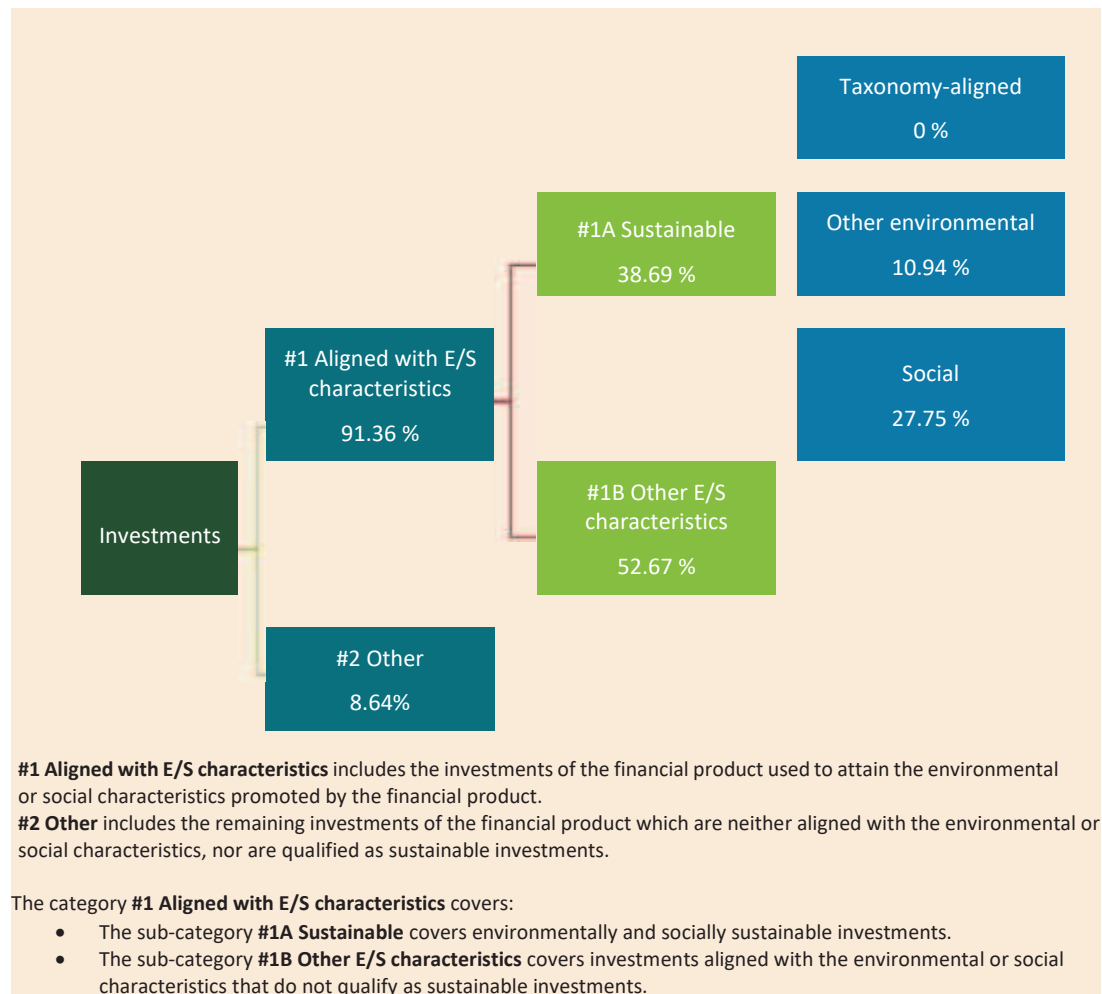 Taxonomy-aligned
0 %
#1A Sustainable
38.69 %
Other environmental
10.94 %
#1 Aligned with E/S
characteristics
91.36 %
Social
27.75 %
Investments
#1B Other E/S
characteristics
52.67 %
#2 Other
8.64%
#1 Aligned with E/S characteristics includes the investments of the financial product used to attain the environmental
or social characteristics promoted by the financial product.
#2 Other includes the remaining investments of the financial product which are neither aligned with the environmental or
social characteristics, nor are qualified as sustainable investments.
The category #1 Aligned with E/S characteristics covers:
• The sub-category #1A Sustainable covers environmentally and socially sustainable investments.
• The sub-category #1B Other E/S characteristics covers investments aligned with the environmental or social
characteristics that do not qualify as sustainable investments.